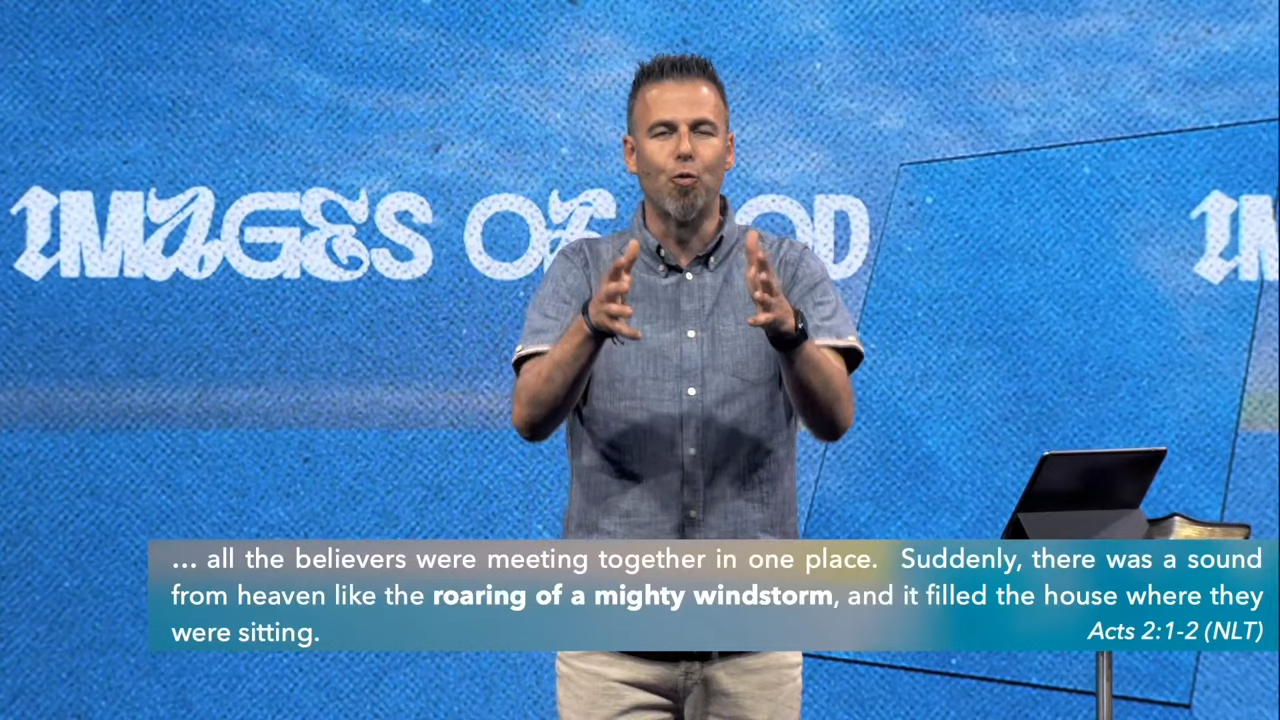 IMAGES OF GOD
… all the believers were meeting together in one place. Suddenly, there was a sound
from heaven like the roaring of a mighty windstorm, and it filled the house where they
were sitting.
Acts 2:1-2 (NLT)